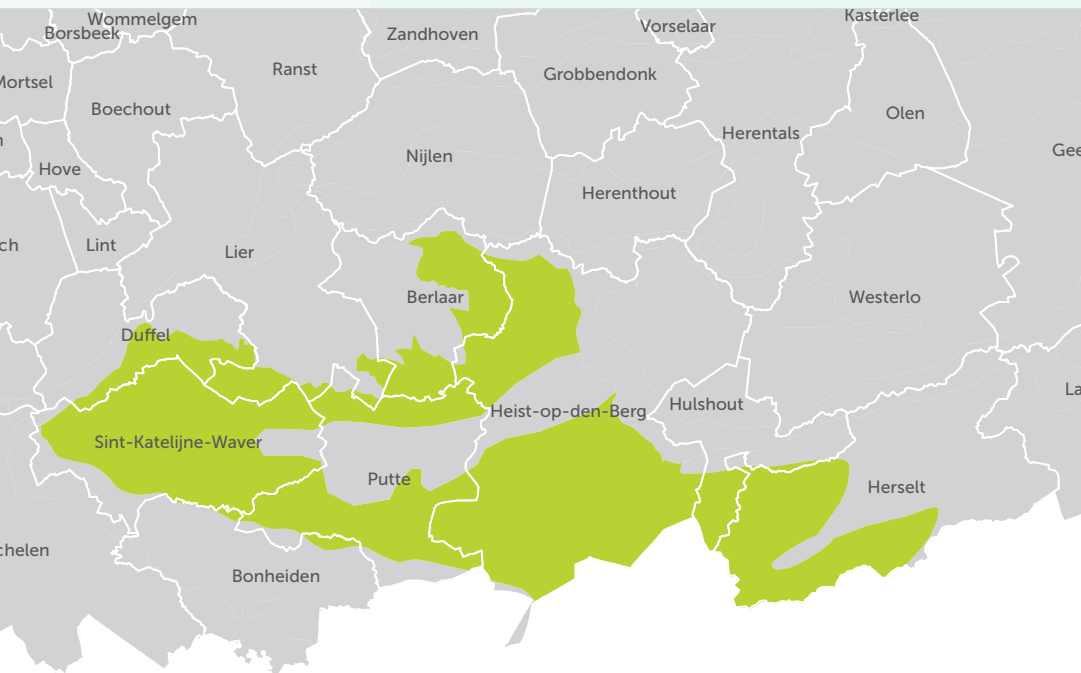 Wommelgem
Kasterlee
Borsbeek
Zandhoven
Vorselaar
Ranst
Grobbendonk
Mortsel
Boechout
Olen
Herentals
Nijlen
Hove
Herenthout
Lint
Lier
Berlaar
Westerlo
Duffel
Heist-op-den-Berg
Hulshout
Sint-Katelijne-Waver
Putte
Herselt
Bonheiden